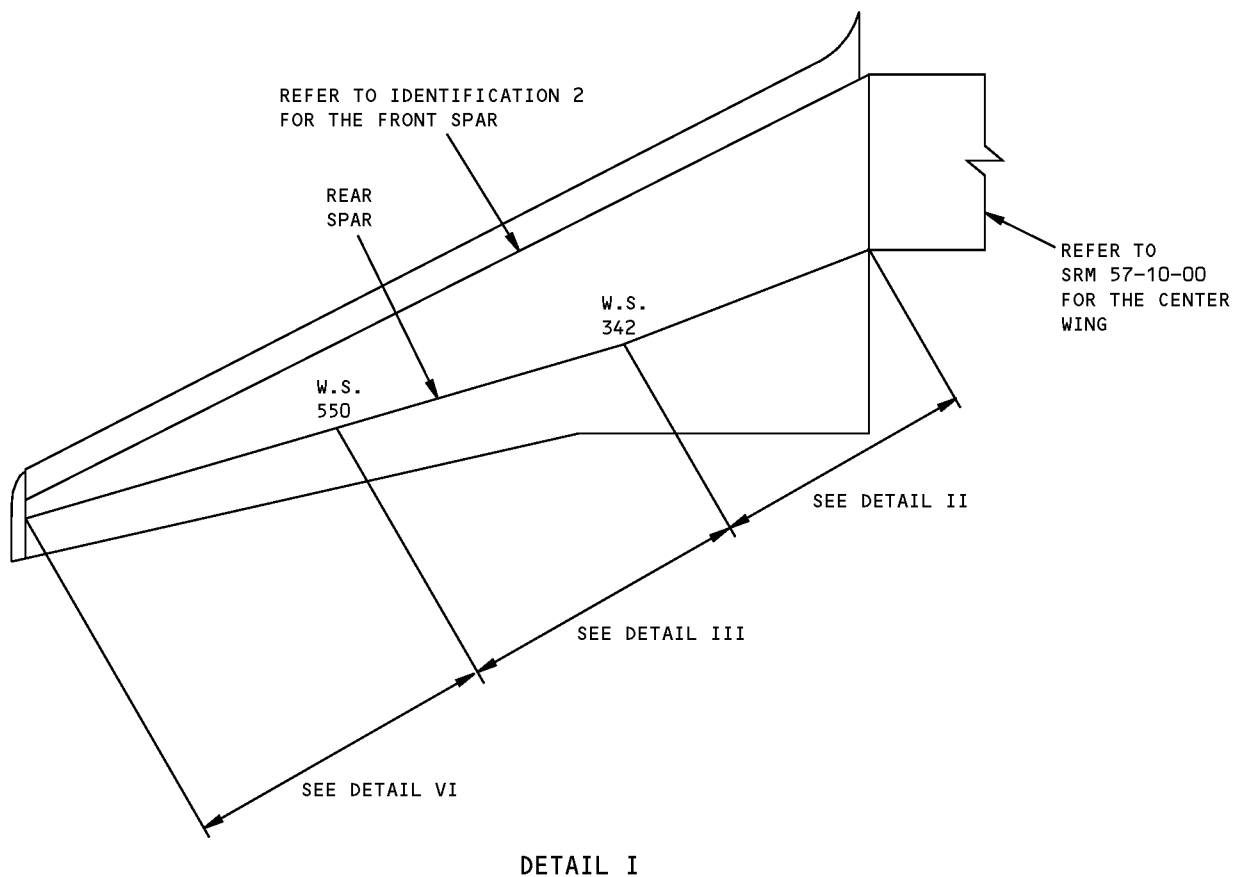 REFER TO IDENTIFICATION 2
FOR THE FRONT SPAR
REAR
SPAR
REFER TO
SRM 57-10-00
FOR THE CENTER
WING
W.S.
342
W.S.
550
SEE DETAIL II
SEE DETAIL III
SEE DETAIL VI
DETAIL I